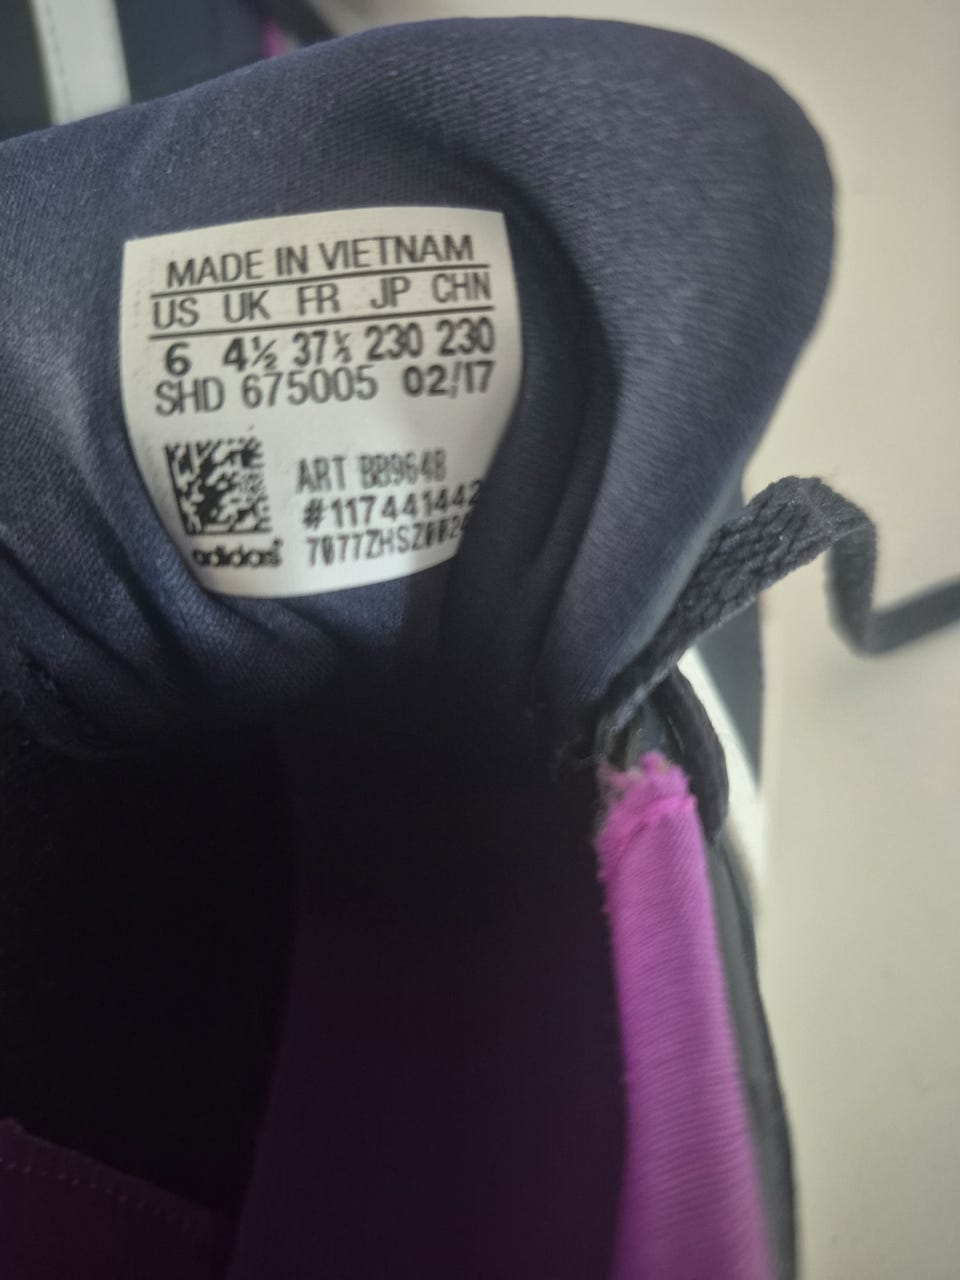 MADE IN VIETNAM
US UK FR JP CHN
6 4½ 37⅓ 230 230
SHD 675005 02/17
ART BB9648
#117441442
adidas